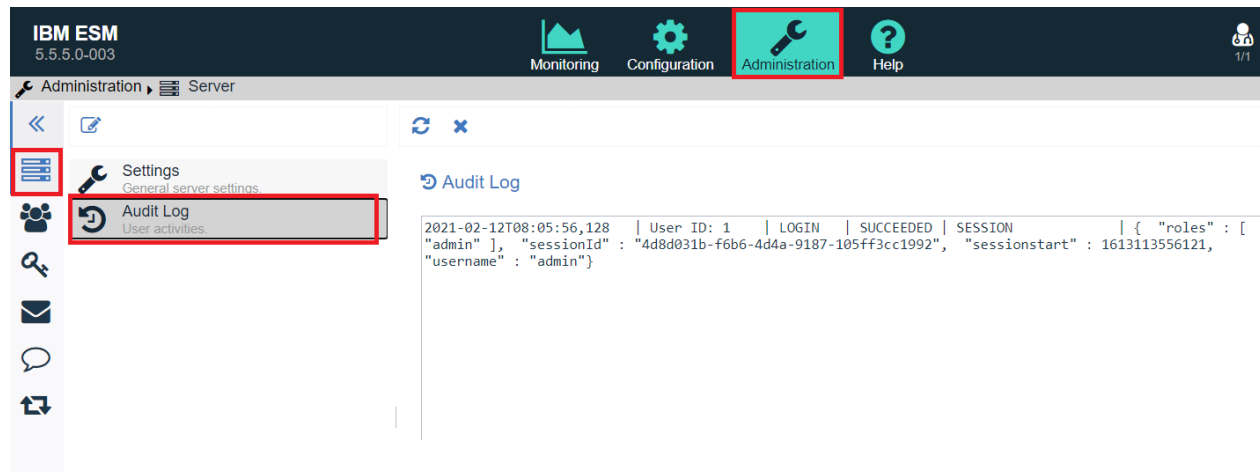 IBM ESM
5.5.5.0-003
Monitoring
Configuration
Administration
Help
1/1
Administration
Server
Settings
General server settings.
Audit Log
User activities.
Audit Log
2021-02-12T08:05:56,128 | User ID: 1 | LOGIN | SUCCEEDED | SESSION | { "roles" : [
"admin" ], "sessionId" : "4d8d031b-f6b6-4d4a-9187-105ff3cc1992", "sessionstart" : 1613113556121,
"username" : "admin"}